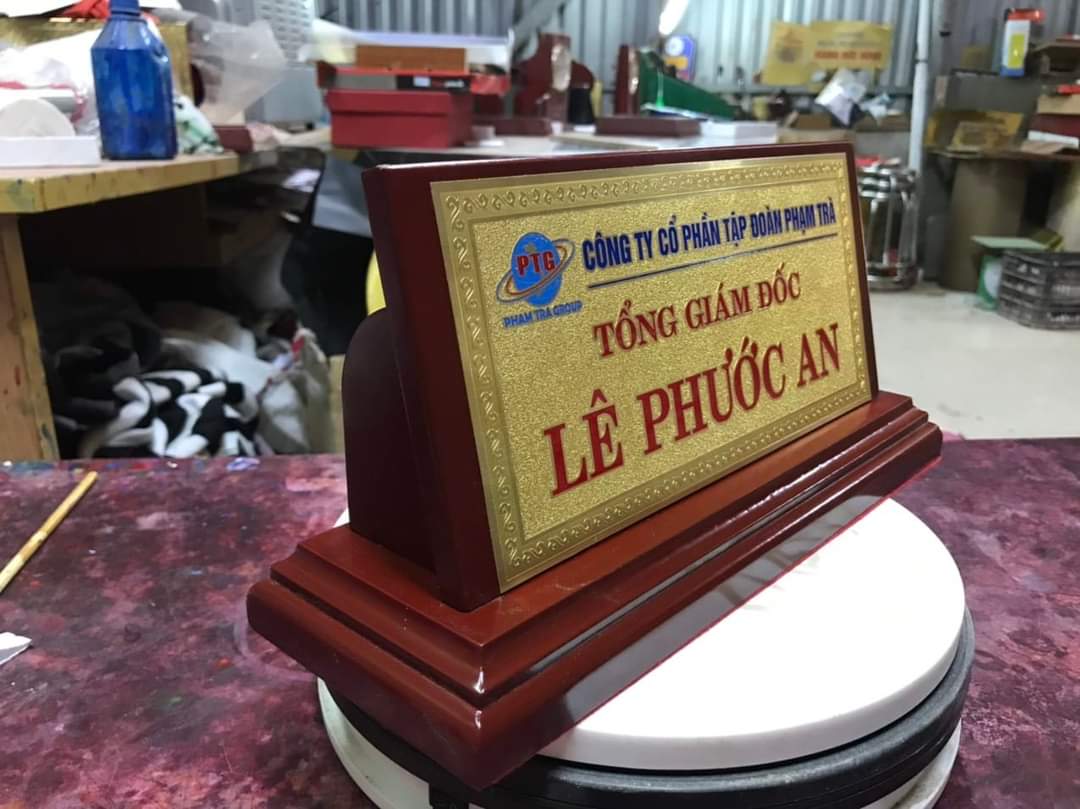 PTG
PHAM TRA GROUP
CÔNG TY CỔ PHẦN TẬP ĐOÀN PHẠM TRÀ
TỔNG GIÁM ĐỐC
LÊ PHƯỚC AN